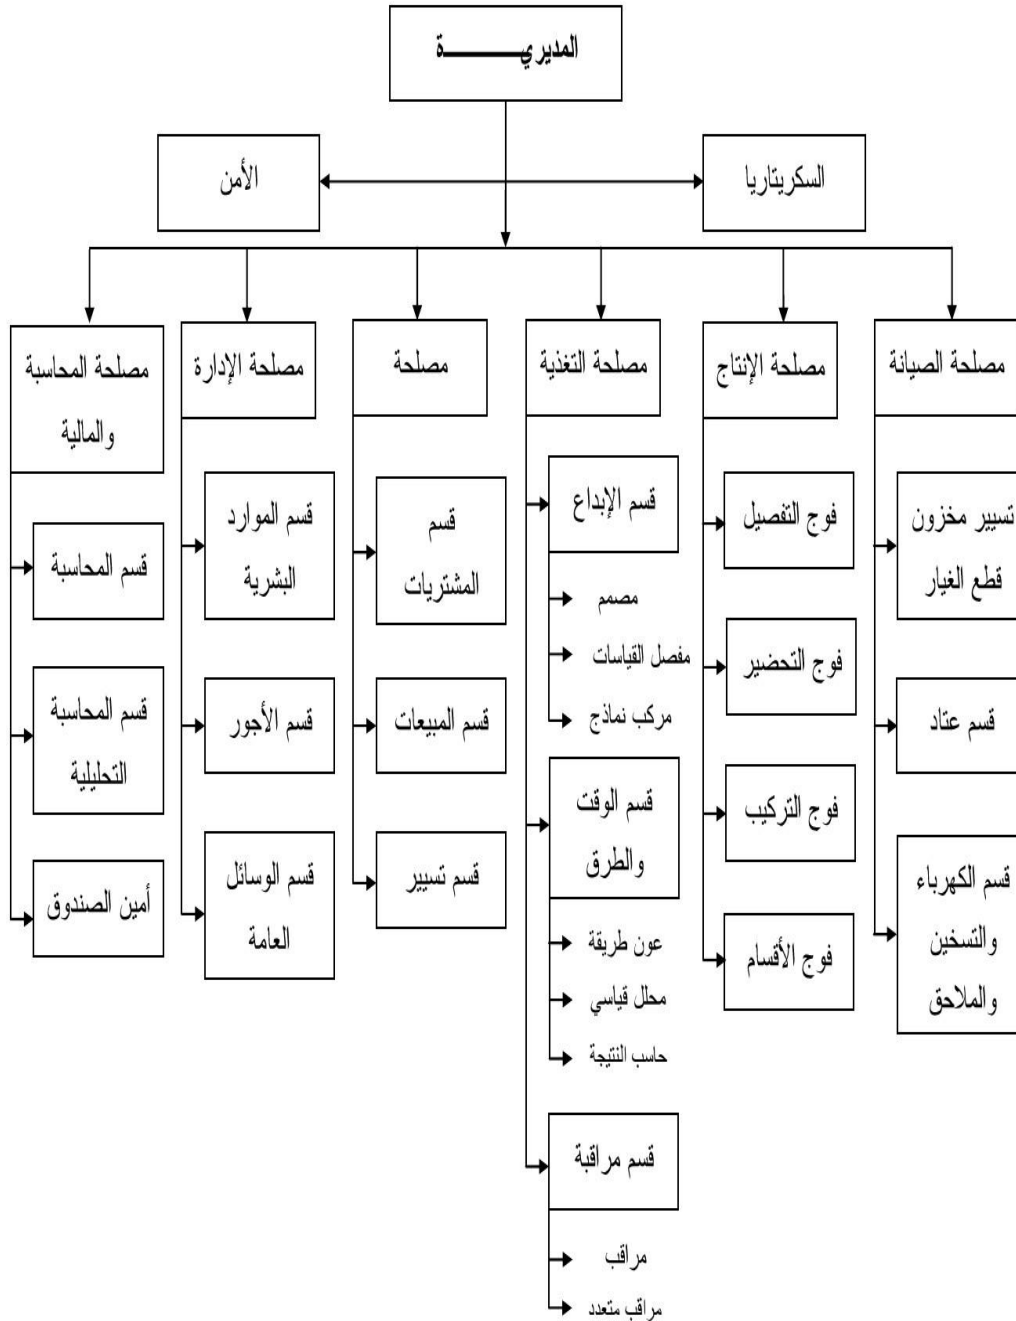 المديريـــــــــــة
السكريتاريا
الأمن
مصلحة الصيانة
تسيير مخزون
قطع الغيار
قسم عتاد
قسم الكهرباء
والتسخين
والملاحق
مصلحة الإنتاج
فوج التفصيل
فوج التحضير
فوج التركيب
فوج الأقسام
مصلحة التغذية
قسم الإبداع
مصمم
مفصل القياسات
مركب نماذج
قسم الوقت
والطرق
عون طريقة
محلل قياسي
حاسب النتيجة
قسم مراقبة
مراقب
مراقب متعدد
مصلحة
قسم
المشتريات
قسم المبيعات
قسم تسيير
مصلحة الإدارة
قسم الموارد
البشرية
قسم الأجور
قسم الوسائل
العامة
مصلحة المحاسبة
والمالية
قسم المحاسبة
قسم المحاسبة
التحليلية
أمين الصندوق